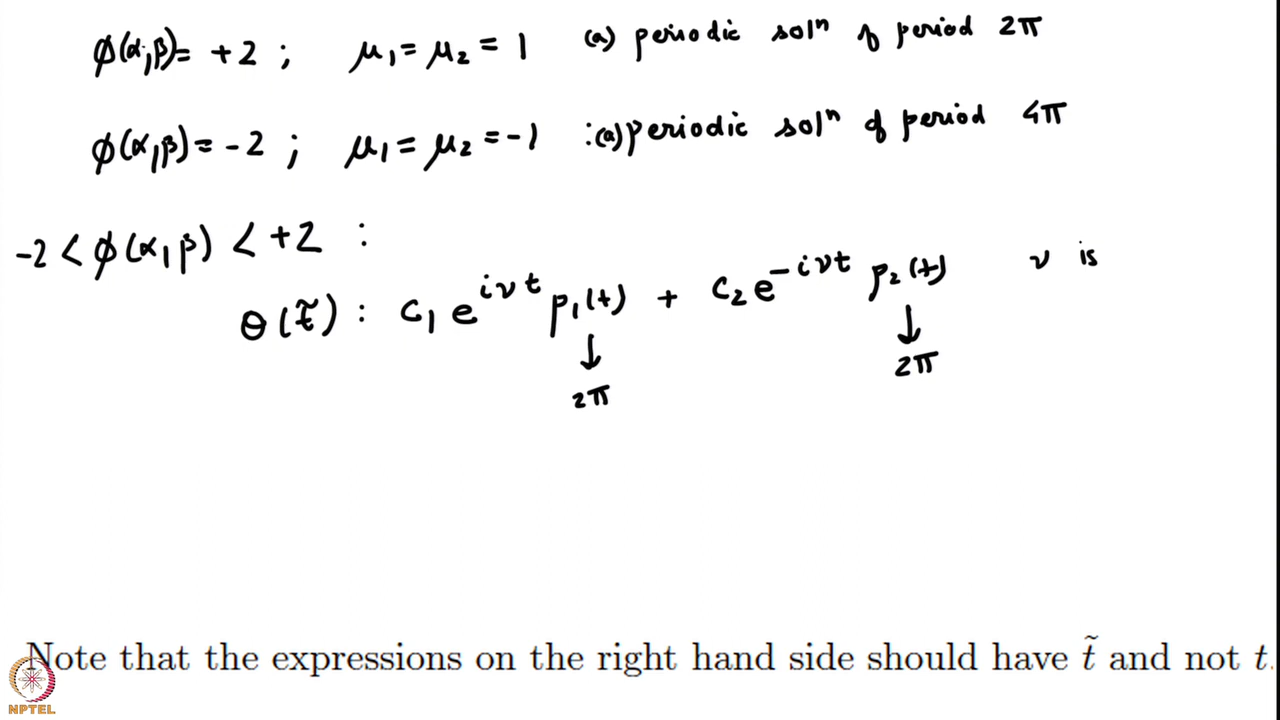 ϕ(α,β)= +2 ; μ₁ = μ₂ = 1 (a) periodic solⁿ of period 2π
ϕ(α,β) = -2 ; μ₁ = μ₂ = -1 :(a) periodic solⁿ of period 4π
-2 < ϕ(α,β) < +2 :
θ(t̃) : c₁ e^{iνt} p₁(t) + c₂ e^{-iνt} p₂(t) ν is
↓ ↓
2π 2π
Note that the expressions on the right hand side should have t̃ and not t.
NPTEL